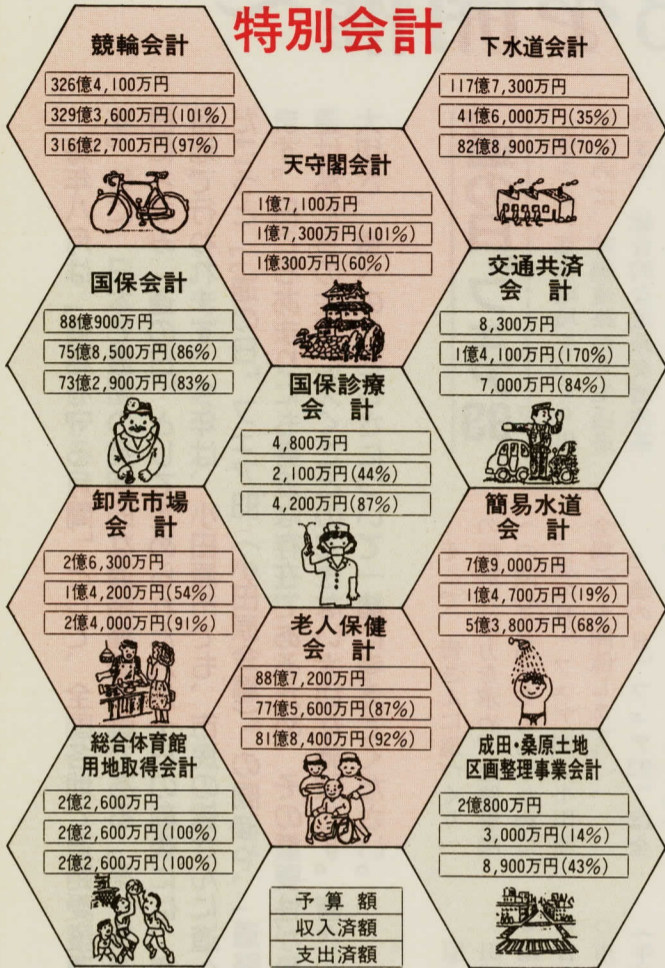 特別会計
競輪会計
326億4,100万円
329億3,600万円(101%)
316億2,700万円(97%)
下水道会計
117億7,300万円
41億6,000万円(35%)
82億8,900万円(70%)
天守閣会計
1億7,100万円
1億7,300万円(101%)
1億300万円(60%)
国保会計
88億900万円
75億8,500万円(86%)
73億2,900万円(83%)
交通共済
会計
8,300万円
1億4,100万円(170%)
7,000万円(84%)
国保診療
会計
4,800万円
2,100万円(44%)
4,200万円(87%)
卸売市場
会計
2億6,300万円
1億4,200万円(54%)
2億4,000万円(91%)
簡易水道
会計
7億9,000万円
1億4,700万円(19%)
5億3,800万円(68%)
老人保健
会計
88億7,200万円
77億5,600万円(87%)
81億8,400万円(92%)
総合体育館
用地取得会計
2億2,600万円
2億2,600万円(100%)
2億2,600万円(100%)
成田・桑原土地
区画整理事業会計
2億800万円
3,000万円(14%)
8,900万円(43%)
予算額
収入済額
支出済額